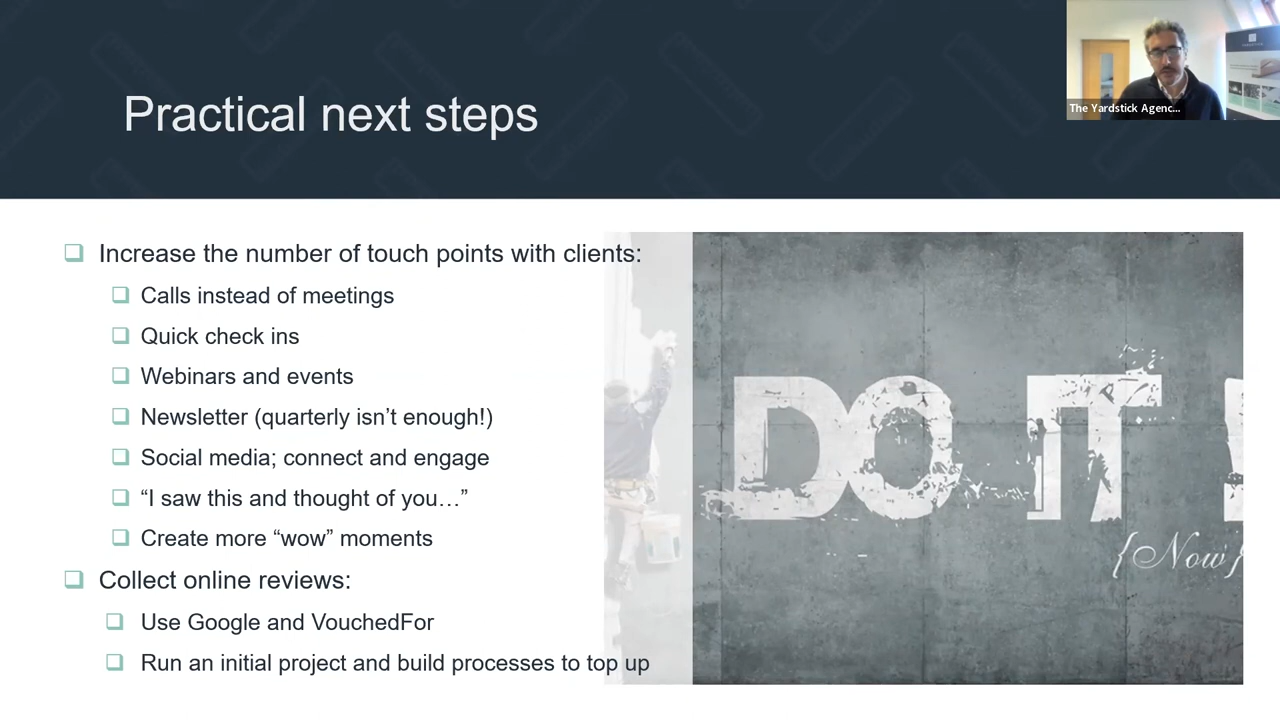 Practical next steps
The Yardstick Agenc...
Increase the number of touch points with clients:
Calls instead of meetings
Quick check ins
Webinars and events
Newsletter (quarterly isn’t enough!)
Social media; connect and engage
“I saw this and thought of you…”
Create more “wow” moments
Collect online reviews:
Use Google and VouchedFor
Run an initial project and build processes to top up
DO IT
{Now}